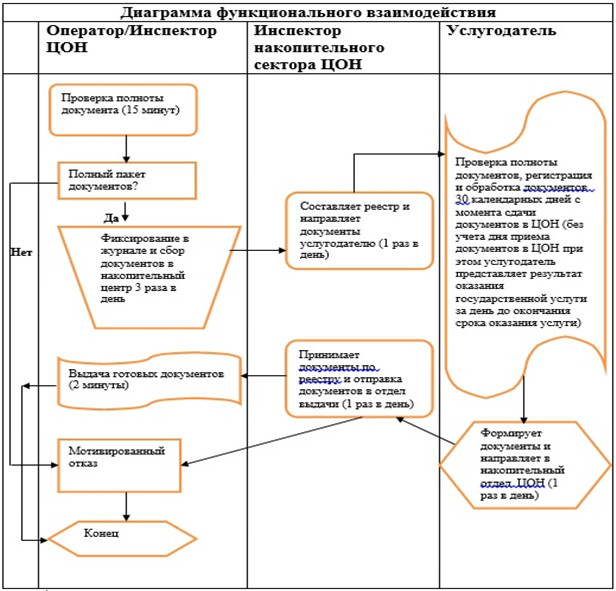 Диаграмма функционального взаимодействия
Оператор/Инспектор
ЦОН
Инспектор
накопительного
сектора ЦОН
Услугодатель
Проверка полноты
документа (15 минут)
Полный пакет
документов?
Да
Нет
Фиксирование в
журнале и сбор
документов в
накопительный
центр 3 раза в
день
Составляет реестр и
направляет
документы
услугодателю (1 раз в
день)
Проверка полноты
документов, регистрация
и обработка документов
30 календарных дней с
момента сдачи
документов в ЦОН (без
учета дня приема
документов в ЦОН при
этом услугодатель
представляет результат
оказания
государственной услуги
за день до окончания
срока оказания услуги)
Выдача готовых документов
(2 минуты)
Принимает
документы по
реестру и отправка
документов в отдел
выдачи (1 раз в день)
Формирует
документы и
направляет в
накопительный
отдел ЦОН (1
раз в день)
Мотивированный
отказ
Конец